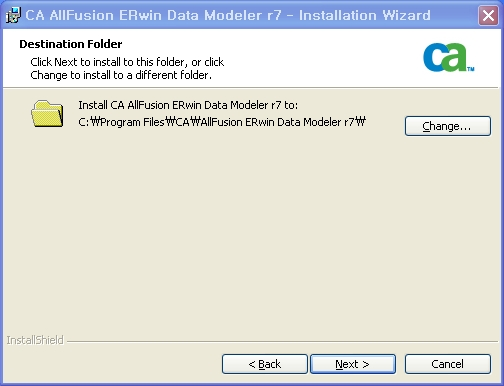 CA AllFusion ERwin Data Modeler r7 - Installation Wizard
Destination Folder
Click Next to install to this folder, or click
Change to install to a different folder.
ca™
Install CA AllFusion ERwin Data Modeler r7 to:
C:₩Program Files₩CA₩AllFusion ERwin Data Modeler r7₩
Change...
InstallShield
< Back
Next >
Cancel